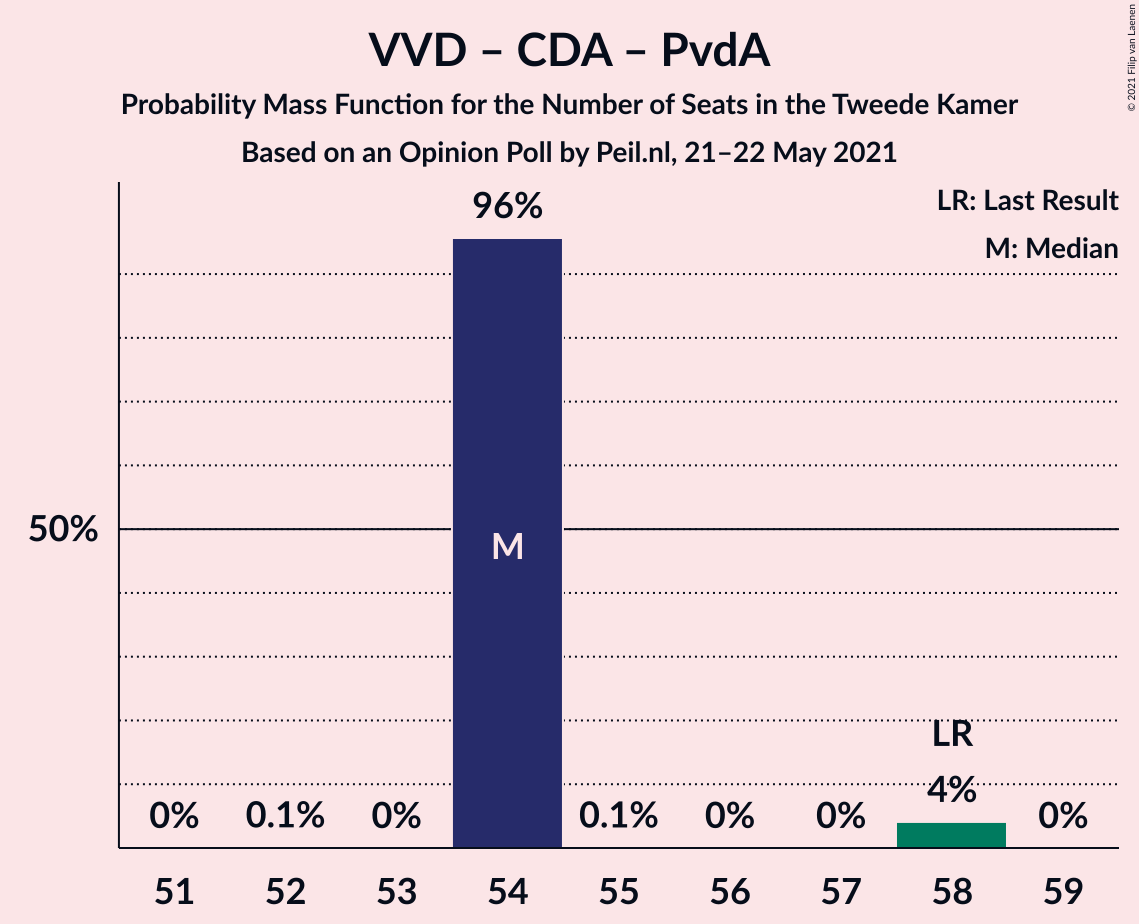 VVD – CDA – PvdA
Probability Mass Function for the Number of Seats in the Tweede Kamer
Based on an Opinion Poll by Peil.nl, 21–22 May 2021
© 2021 Filip van Laenen
LR: Last Result
M: Median
96%
50%
M
LR
0% 0.1% 0% 0.1% 0% 0% 4% 0%
51 52 53 54 55 56 57 58 59